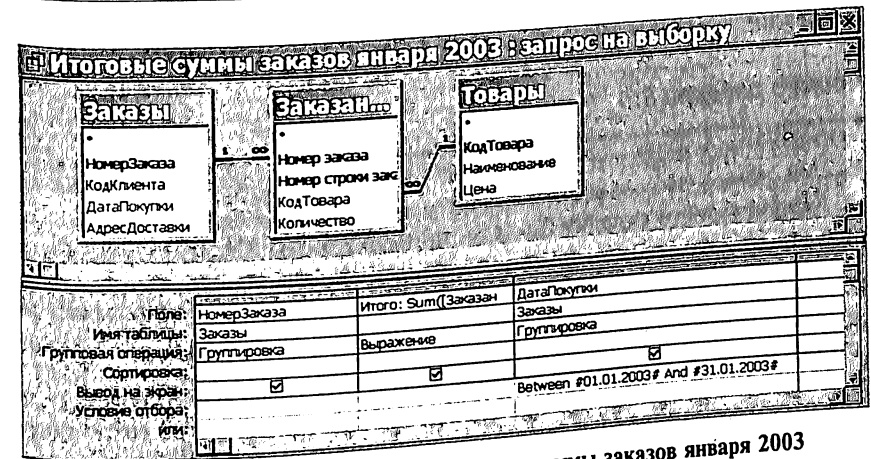 Итоговые суммы заказов января 2003 : запрос на выборку
Заказы
*
НомерЗаказа
КодКлиента
ДатаПокупки
АдресДоставки
Заказан...
*
Номер заказа
Номер строки зака
КодТовара
Количество
Товары
*
КодТовара
Наименование
Цена
1 ∞
1 ∞
Поле: НомерЗаказа Итого: Sum([Заказан ДатаПокупки
Имя таблицы: Заказы Заказы
Групповая операция: Группировка Выражение Группировка
Сортировка:
Вывод на экран:
Условие отбора: Between #01.01.2003# And #31.01.2003#
или:
заказов января 2003